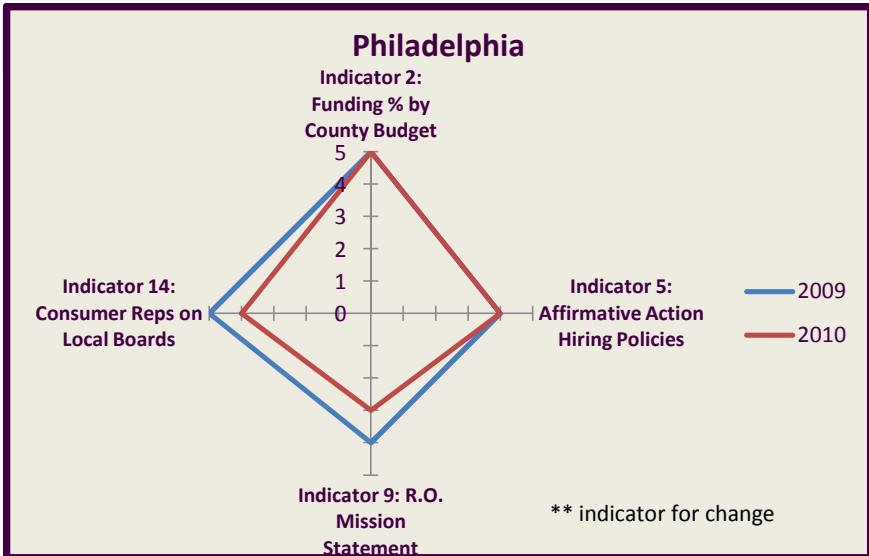 Philadelphia
Indicator 2:
Funding % by
County Budget
5
4
3
2
1
0
Indicator 14:
Consumer Reps on
Local Boards
Indicator 5:
Affirmative Action
Hiring Policies
2009
2010
Indicator 9: R.O.
Mission
Statement
** indicator for change